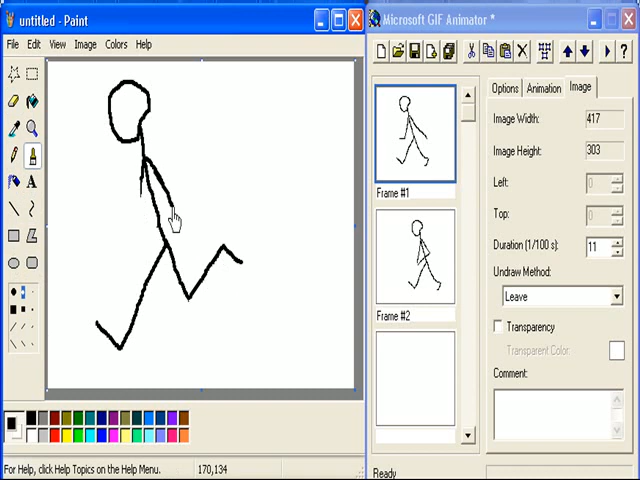 untitled - Paint
File Edit View Image Colors Help
A
For Help, click Help Topics on the Help Menu.
170,134
Microsoft GIF Animator *
?
Frame #1
Frame #2
Options Animation Image
Image Width: 417
Image Height: 303
Left: 0
Top: 0
Duration (1/100 s): 11
Undraw Method:
Leave
Transparency
Transparent Color:
Comment:
Ready